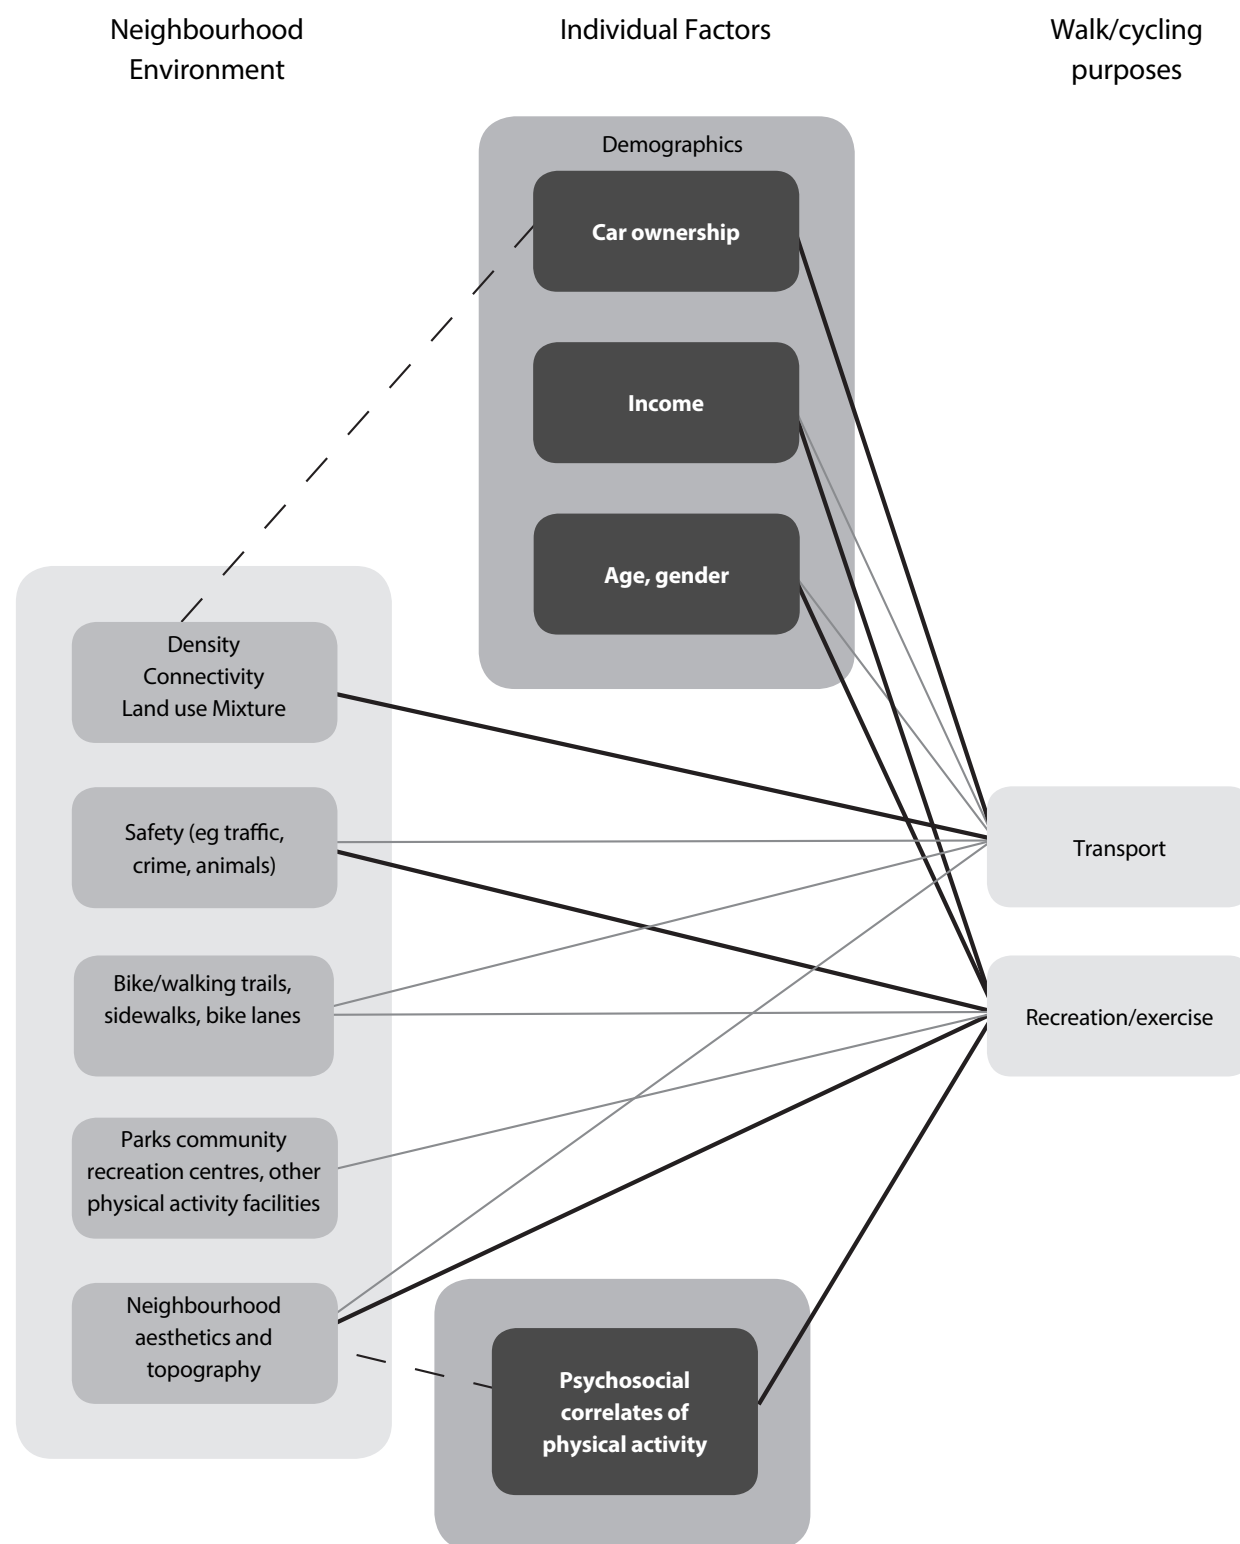 Neighbourhood
Environment
Individual Factors
Walk/cycling
purposes
Demographics
Car ownership
Income
Age, gender
Density
Connectivity
Land use Mixture
Safety (eg traffic,
crime, animals)
Bike/walking trails,
sidewalks, bike lanes
Parks community
recreation centres, other
physical activity facilities
Neighbourhood
aesthetics and
topography
Psychosocial
correlates of
physical activity
Transport
Recreation/exercise